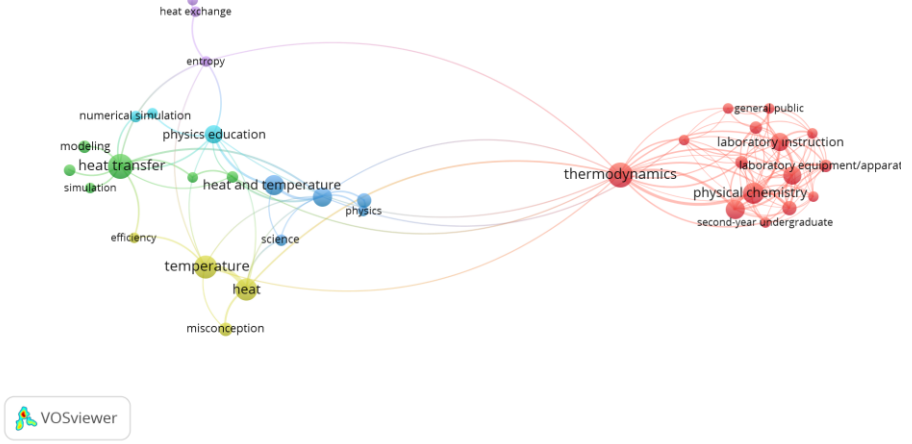 heat exchange
entropy
numerical simulation
physics education
modeling
heat transfer
simulation
heat and temperature
physics
science
efficiency
temperature
heat
misconception
thermodynamics
general public
laboratory instruction
laboratory equipment/apparat
physical chemistry
second-year undergraduate
VOSviewer